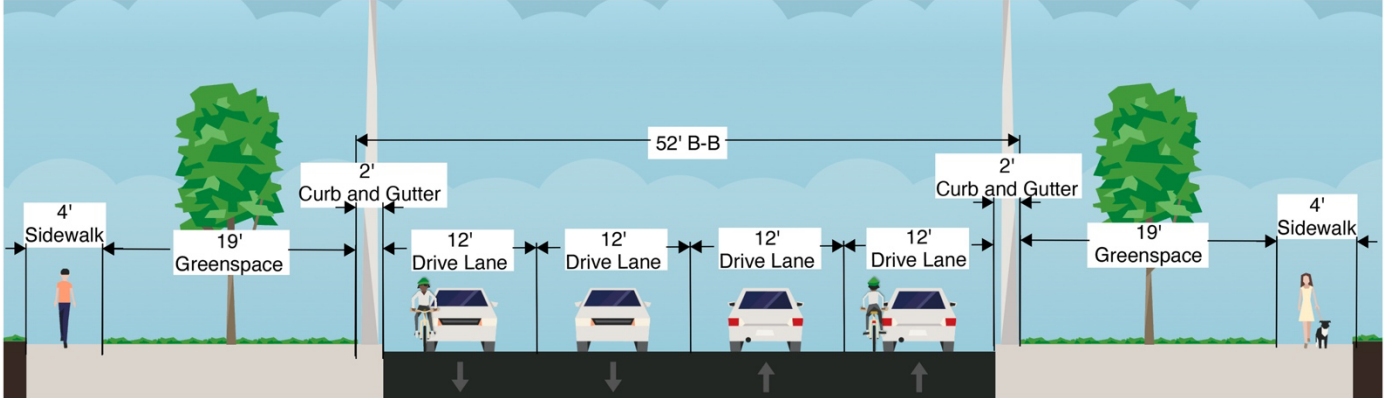 52' B-B
2'
Curb and Gutter
2'
Curb and Gutter
4'
Sidewalk
19'
Greenspace
12'
Drive Lane
12'
Drive Lane
12'
Drive Lane
12'
Drive Lane
19'
Greenspace
4'
Sidewalk